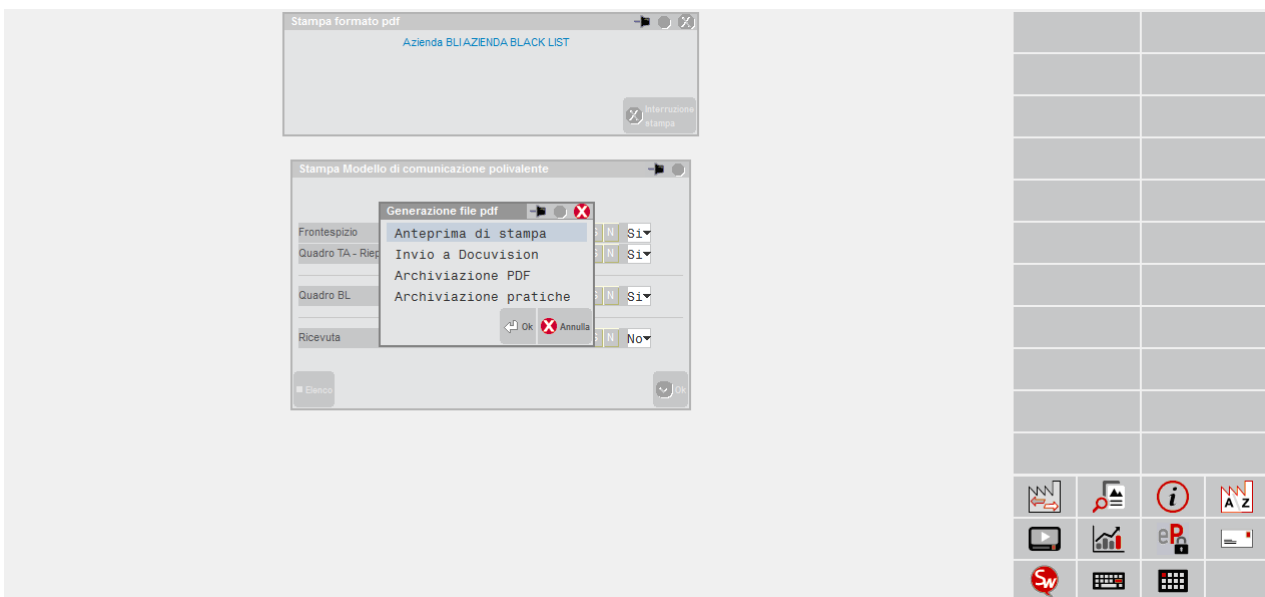 Stampa formato pdf
Azienda BLI AZIENDA BLACK LIST
Interruzione
stampa
Stampa Modello di comunicazione polivalente
Generazione file pdf
Frontespizio
Anteprima di stampa
N Si
Quadro TA - Riep
Invio a Docuvision
N Si
Archiviazione PDF
Quadro BL
Archiviazione pratiche
S N Si
Ok
Annulla
Ricevuta
S N No
Elenco
Ok
i
A Z
eP
Sw